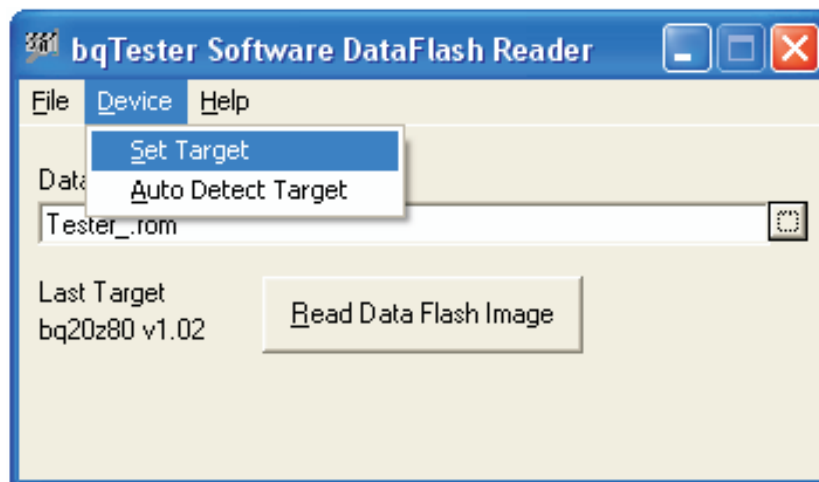 bqTester Software DataFlash Reader
File Device Help
Set Target
Auto Detect Target
Tester_.rom
Last Target
bq20z80 v1.02
Read Data Flash Image